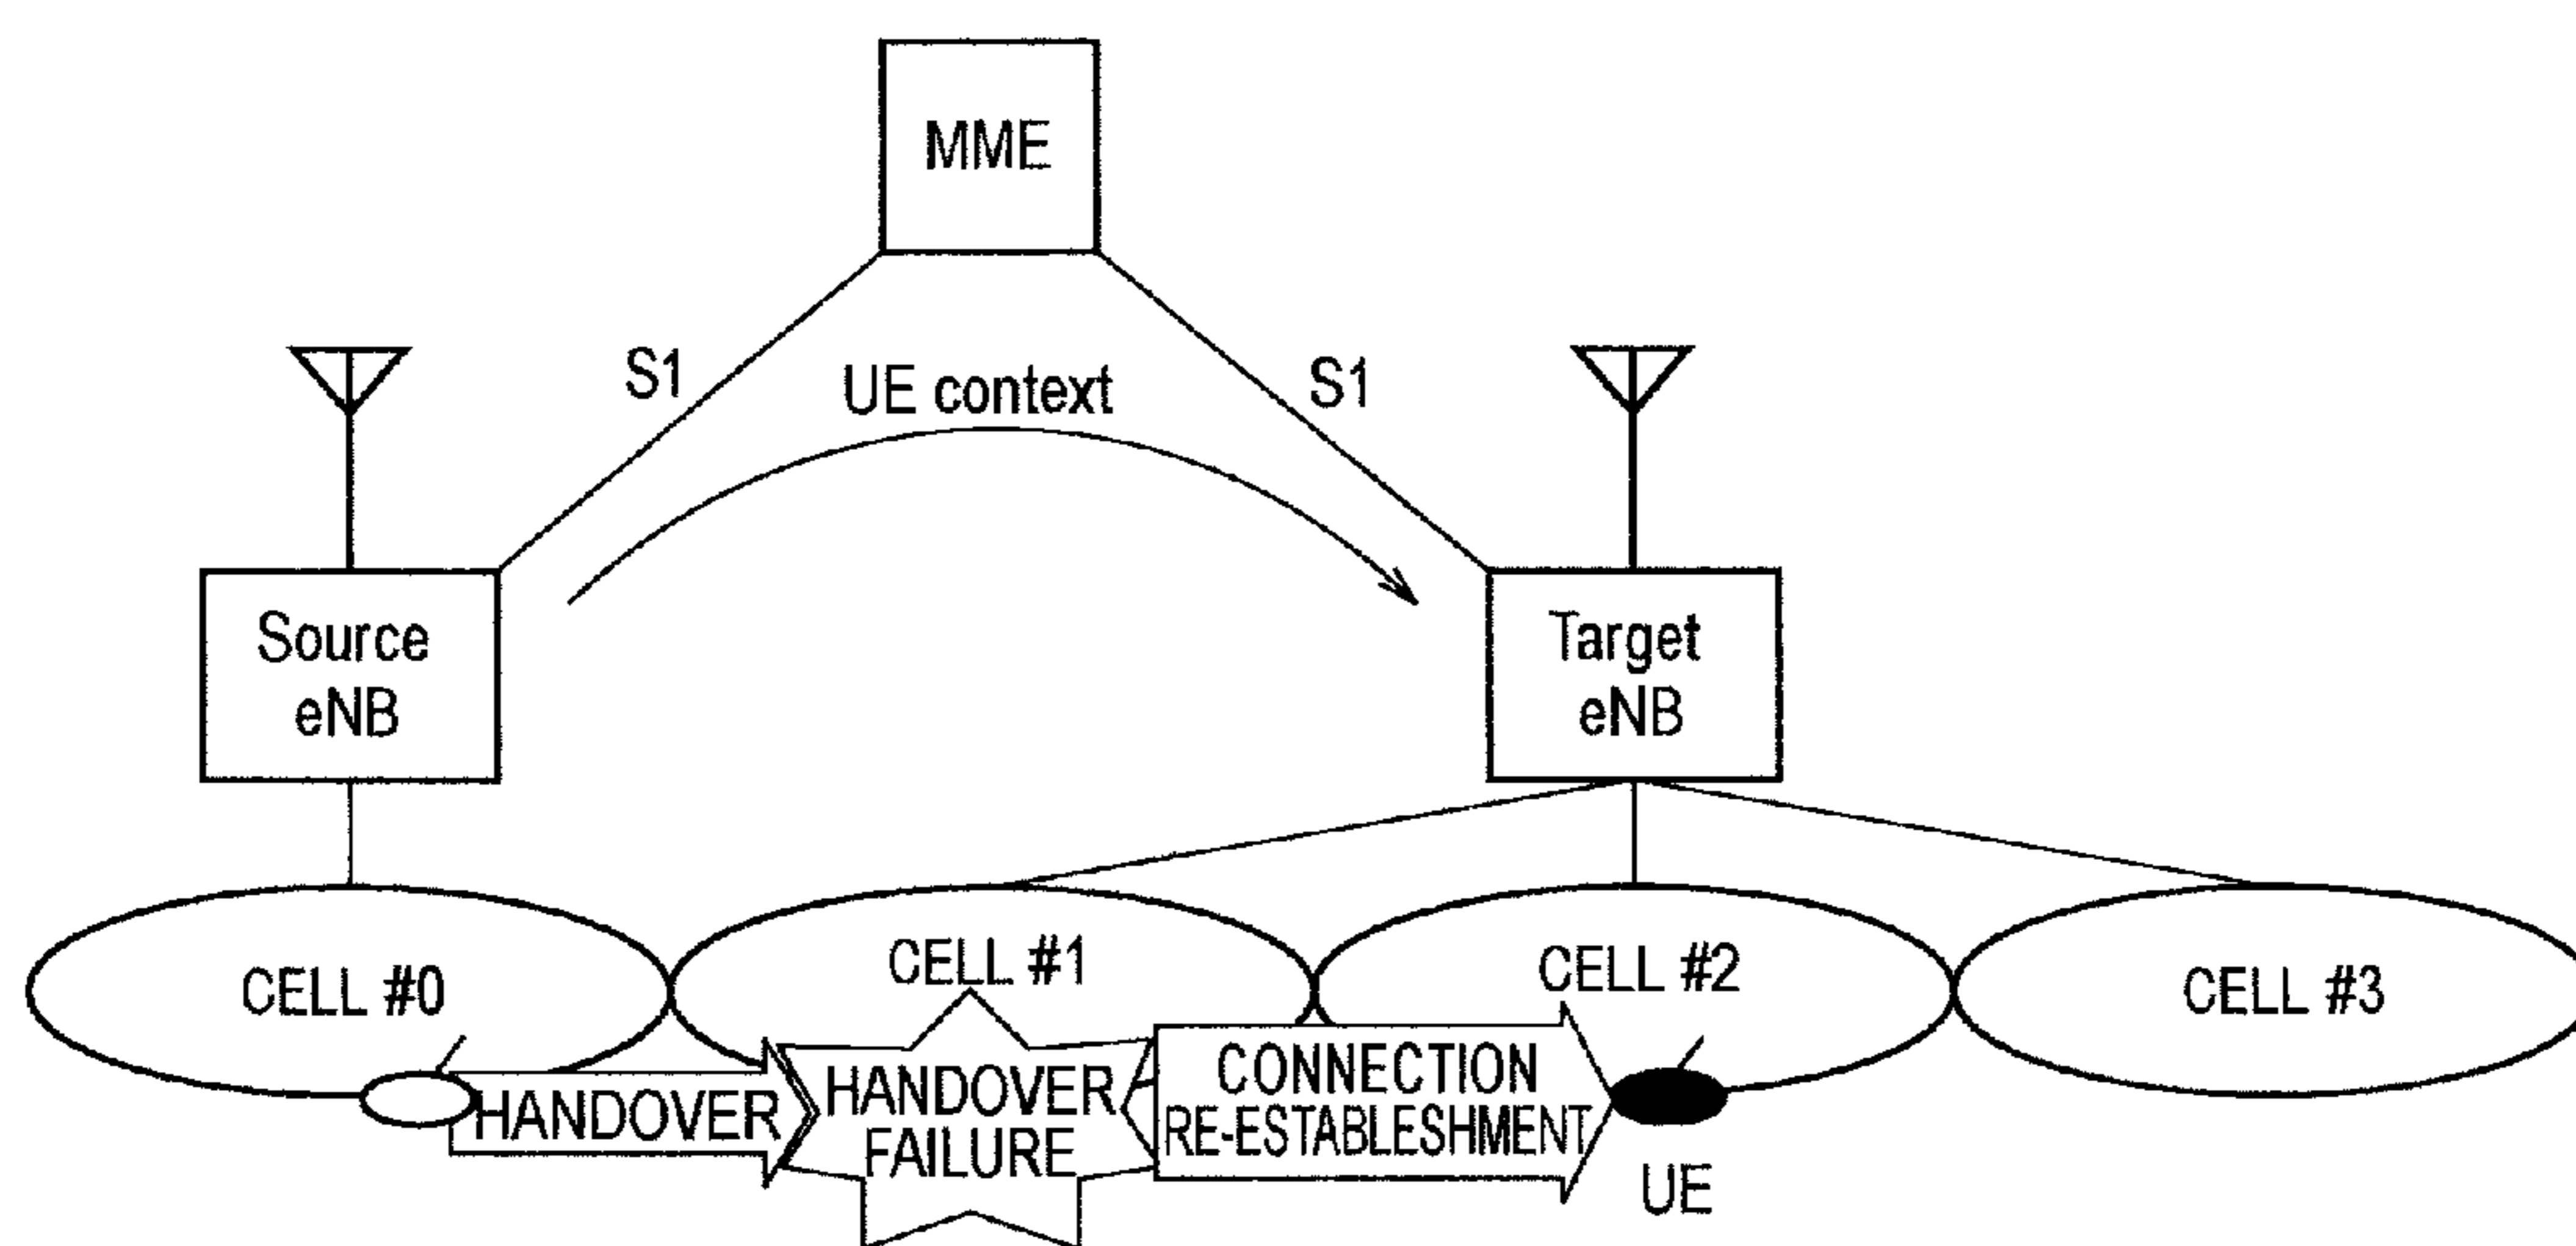 MME
S1
UE context
S1
Source
eNB
Target
eNB
CELL #0
CELL #1
CELL #2
CELL #3
HANDOVER
HANDOVER
FAILURE
CONNECTION
RE-ESTABLESHMENT
UE